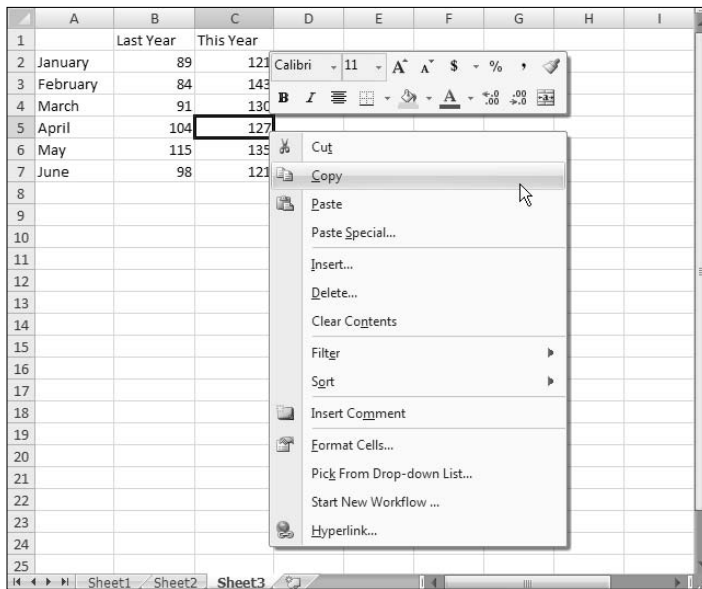 A B C D E F G H I
1 Last Year This Year
2 January 89 121
Calibri 11 A A $ % ,
3 February 84 143
B I A .00 .00
4 March 91 130
5 April 104 127
6 May 115 135
7 June 98 121
8
9
10
11
12
13
14
15
16
17
18
19
20
21
22
23
24
25
Cut
Copy
Paste
Paste Special...
Insert...
Delete...
Clear Contents
Filter
Sort
Insert Comment
Format Cells...
Pick From Drop-down List...
Start New Workflow ...
Hyperlink...
Sheet1 Sheet2 Sheet3